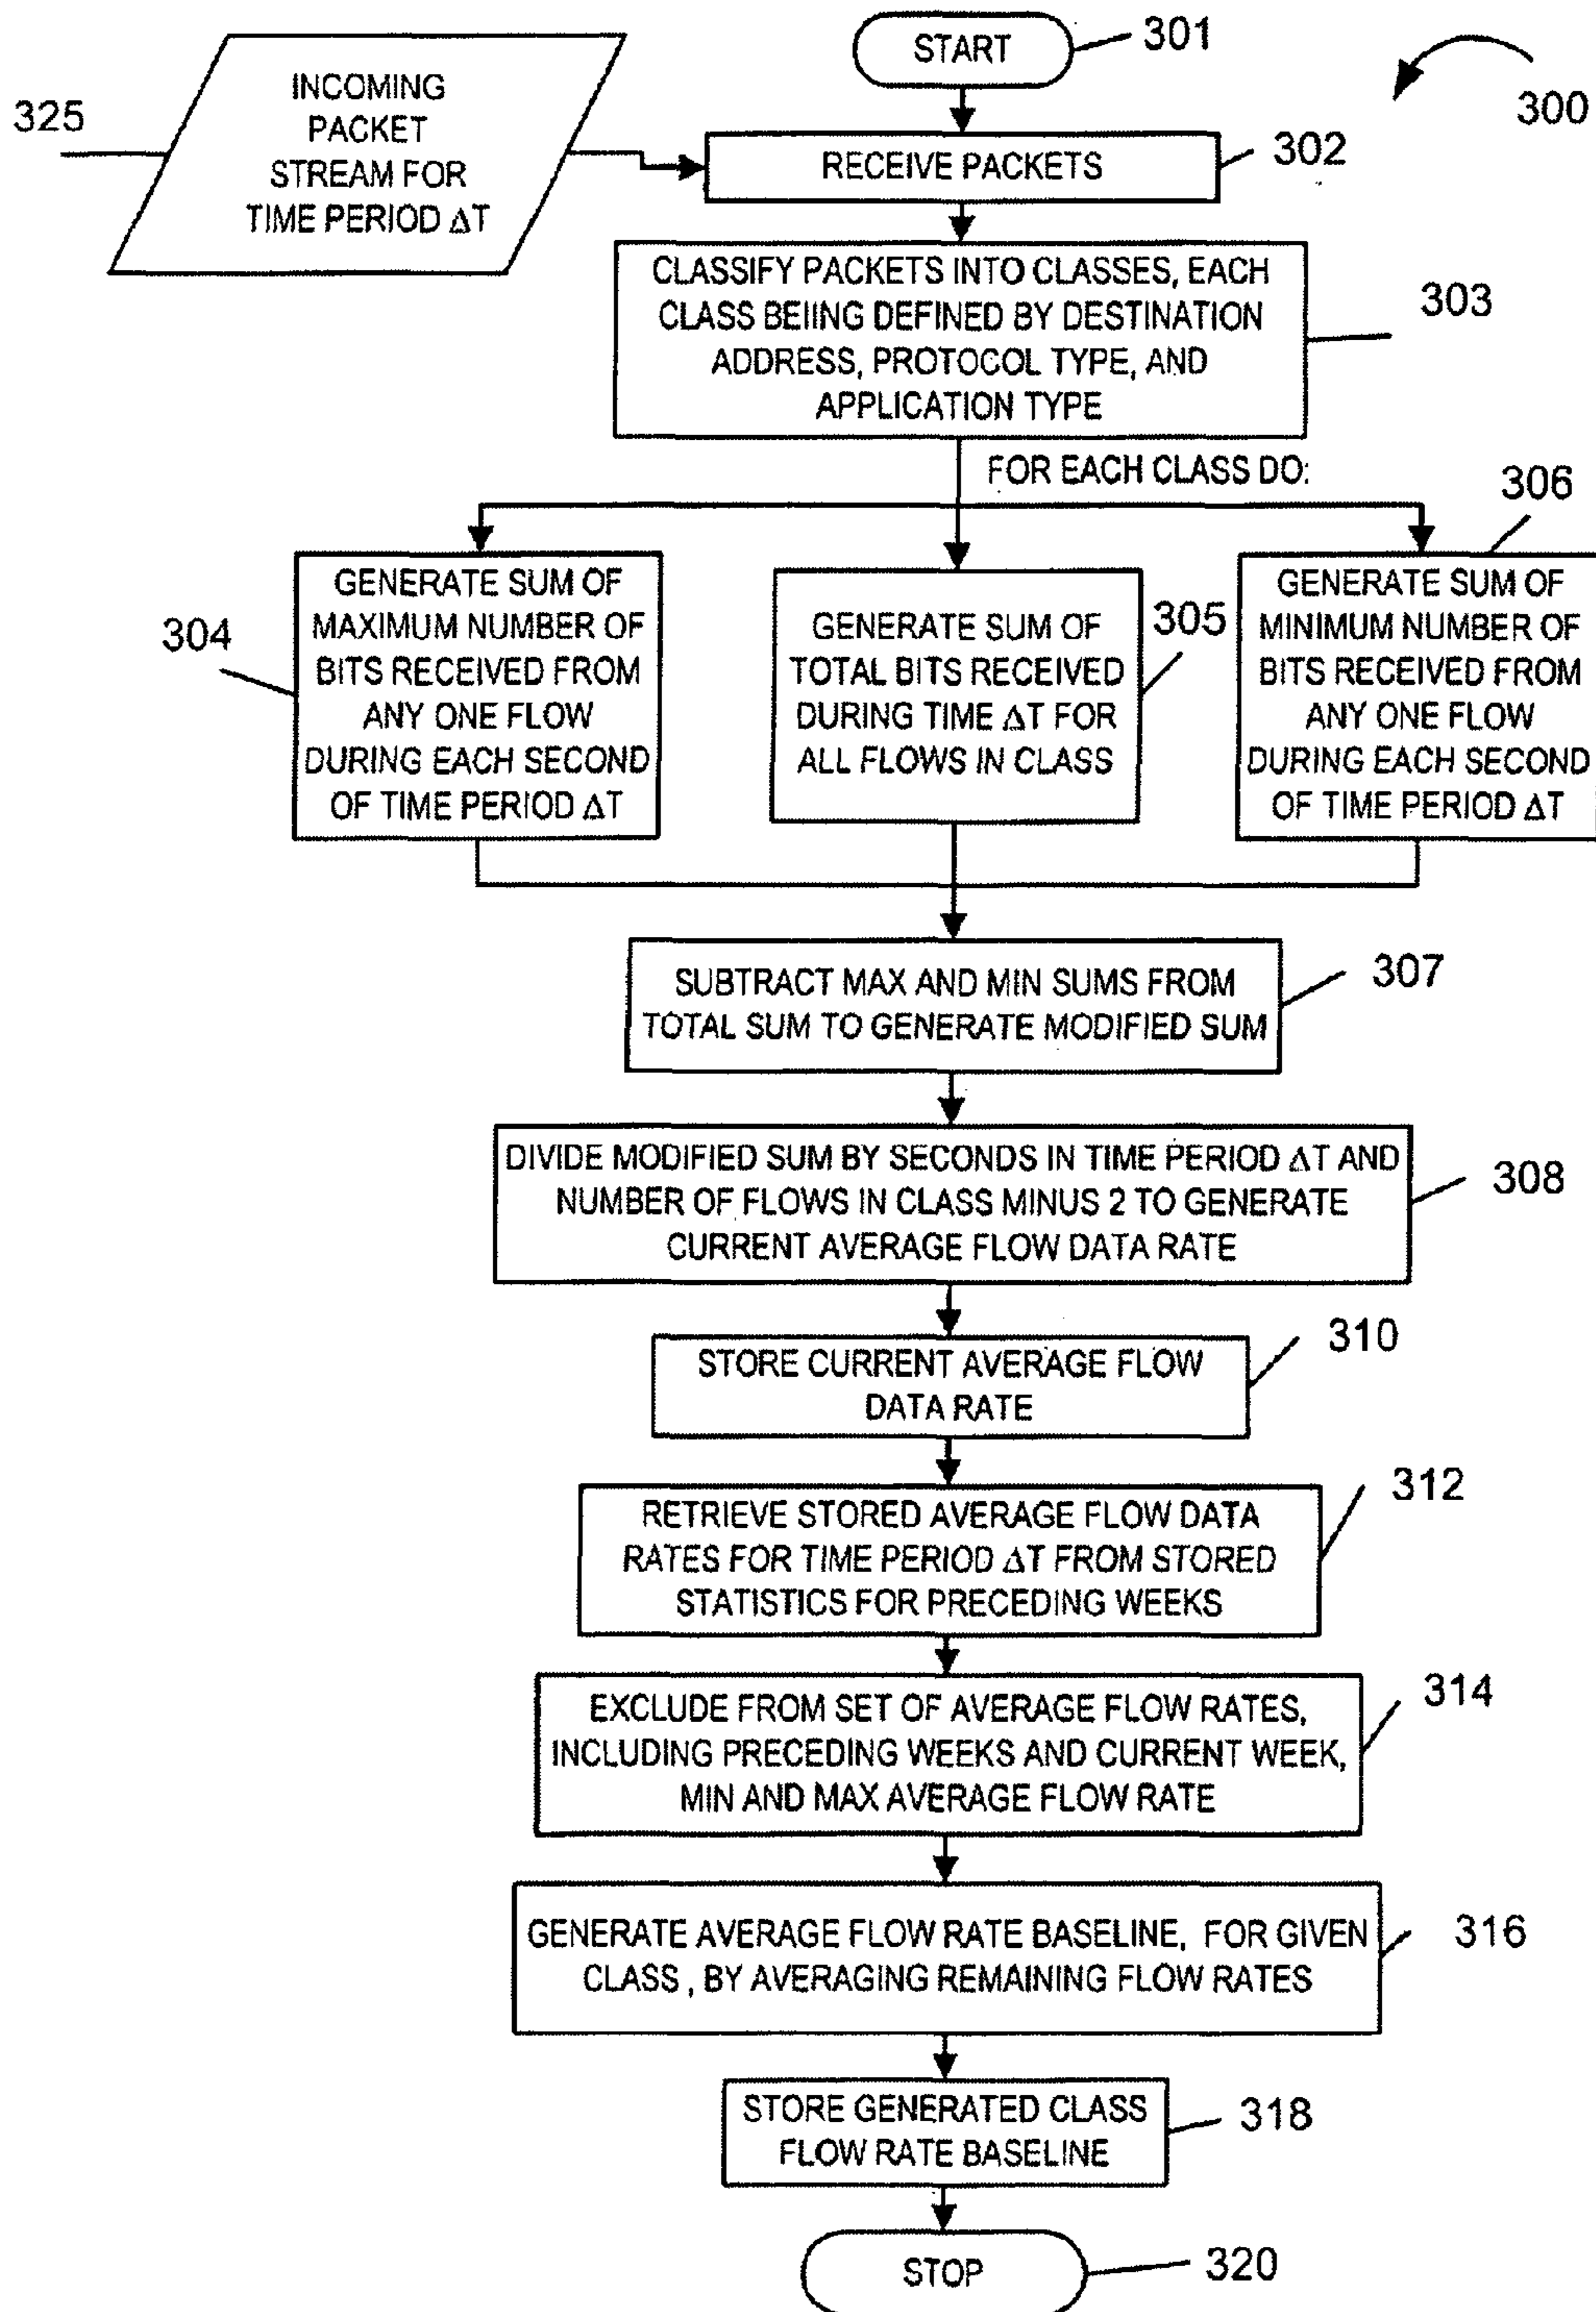 START
301
300
325
INCOMING
PACKET
STREAM FOR
TIME PERIOD ΔT
RECEIVE PACKETS
302
CLASSIFY PACKETS INTO CLASSES, EACH
CLASS BEIING DEFINED BY DESTINATION
ADDRESS, PROTOCOL TYPE, AND
APPLICATION TYPE
303
FOR EACH CLASS DO:
304
GENERATE SUM OF
MAXIMUM NUMBER OF
BITS RECEIVED FROM
ANY ONE FLOW
DURING EACH SECOND
OF TIME PERIOD ΔT
305
GENERATE SUM OF
TOTAL BITS RECEIVED
DURING TIME ΔT FOR
ALL FLOWS IN CLASS
306
GENERATE SUM OF
MINIMUM NUMBER OF
BITS RECEIVED FROM
ANY ONE FLOW
DURING EACH SECOND
OF TIME PERIOD ΔT
SUBTRACT MAX AND MIN SUMS FROM
TOTAL SUM TO GENERATE MODIFIED SUM
307
DIVIDE MODIFIED SUM BY SECONDS IN TIME PERIOD ΔT AND
NUMBER OF FLOWS IN CLASS MINUS 2 TO GENERATE
CURRENT AVERAGE FLOW DATA RATE
308
STORE CURRENT AVERAGE FLOW
DATA RATE
310
RETRIEVE STORED AVERAGE FLOW DATA
RATES FOR TIME PERIOD ΔT FROM STORED
STATISTICS FOR PRECEDING WEEKS
312
EXCLUDE FROM SET OF AVERAGE FLOW RATES,
INCLUDING PRECEDING WEEKS AND CURRENT WEEK,
MIN AND MAX AVERAGE FLOW RATE
314
GENERATE AVERAGE FLOW RATE BASELINE, FOR GIVEN
CLASS , BY AVERAGING REMAINING FLOW RATES
316
STORE GENERATED CLASS
FLOW RATE BASELINE
318
STOP
320